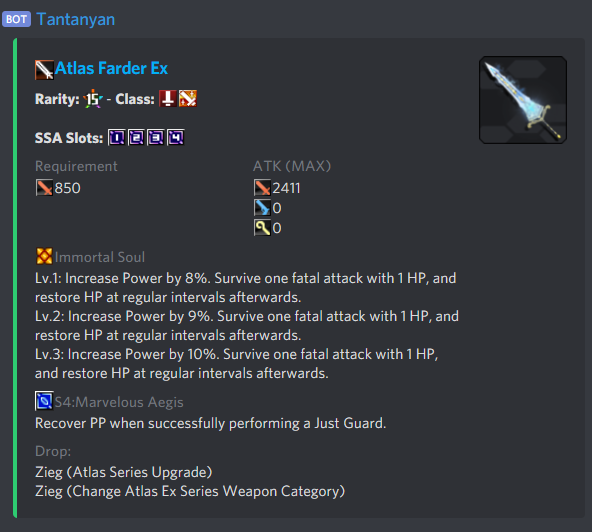 BOT Tantanyan
Atlas Farder Ex
Rarity: 15 - Class:
SSA Slots: 1 2 3 4
Requirement
850
ATK (MAX)
2411
0
0
Immortal Soul
Lv.1: Increase Power by 8%. Survive one fatal attack with 1 HP, and
restore HP at regular intervals afterwards.
Lv.2: Increase Power by 9%. Survive one fatal attack with 1 HP, and
restore HP at regular intervals afterwards.
Lv.3: Increase Power by 10%. Survive one fatal attack with 1 HP,
and restore HP at regular intervals afterwards.
S4:Marvelous Aegis
Recover PP when successfully performing a Just Guard.
Drop:
Zieg (Atlas Series Upgrade)
Zieg (Change Atlas Ex Series Weapon Category)